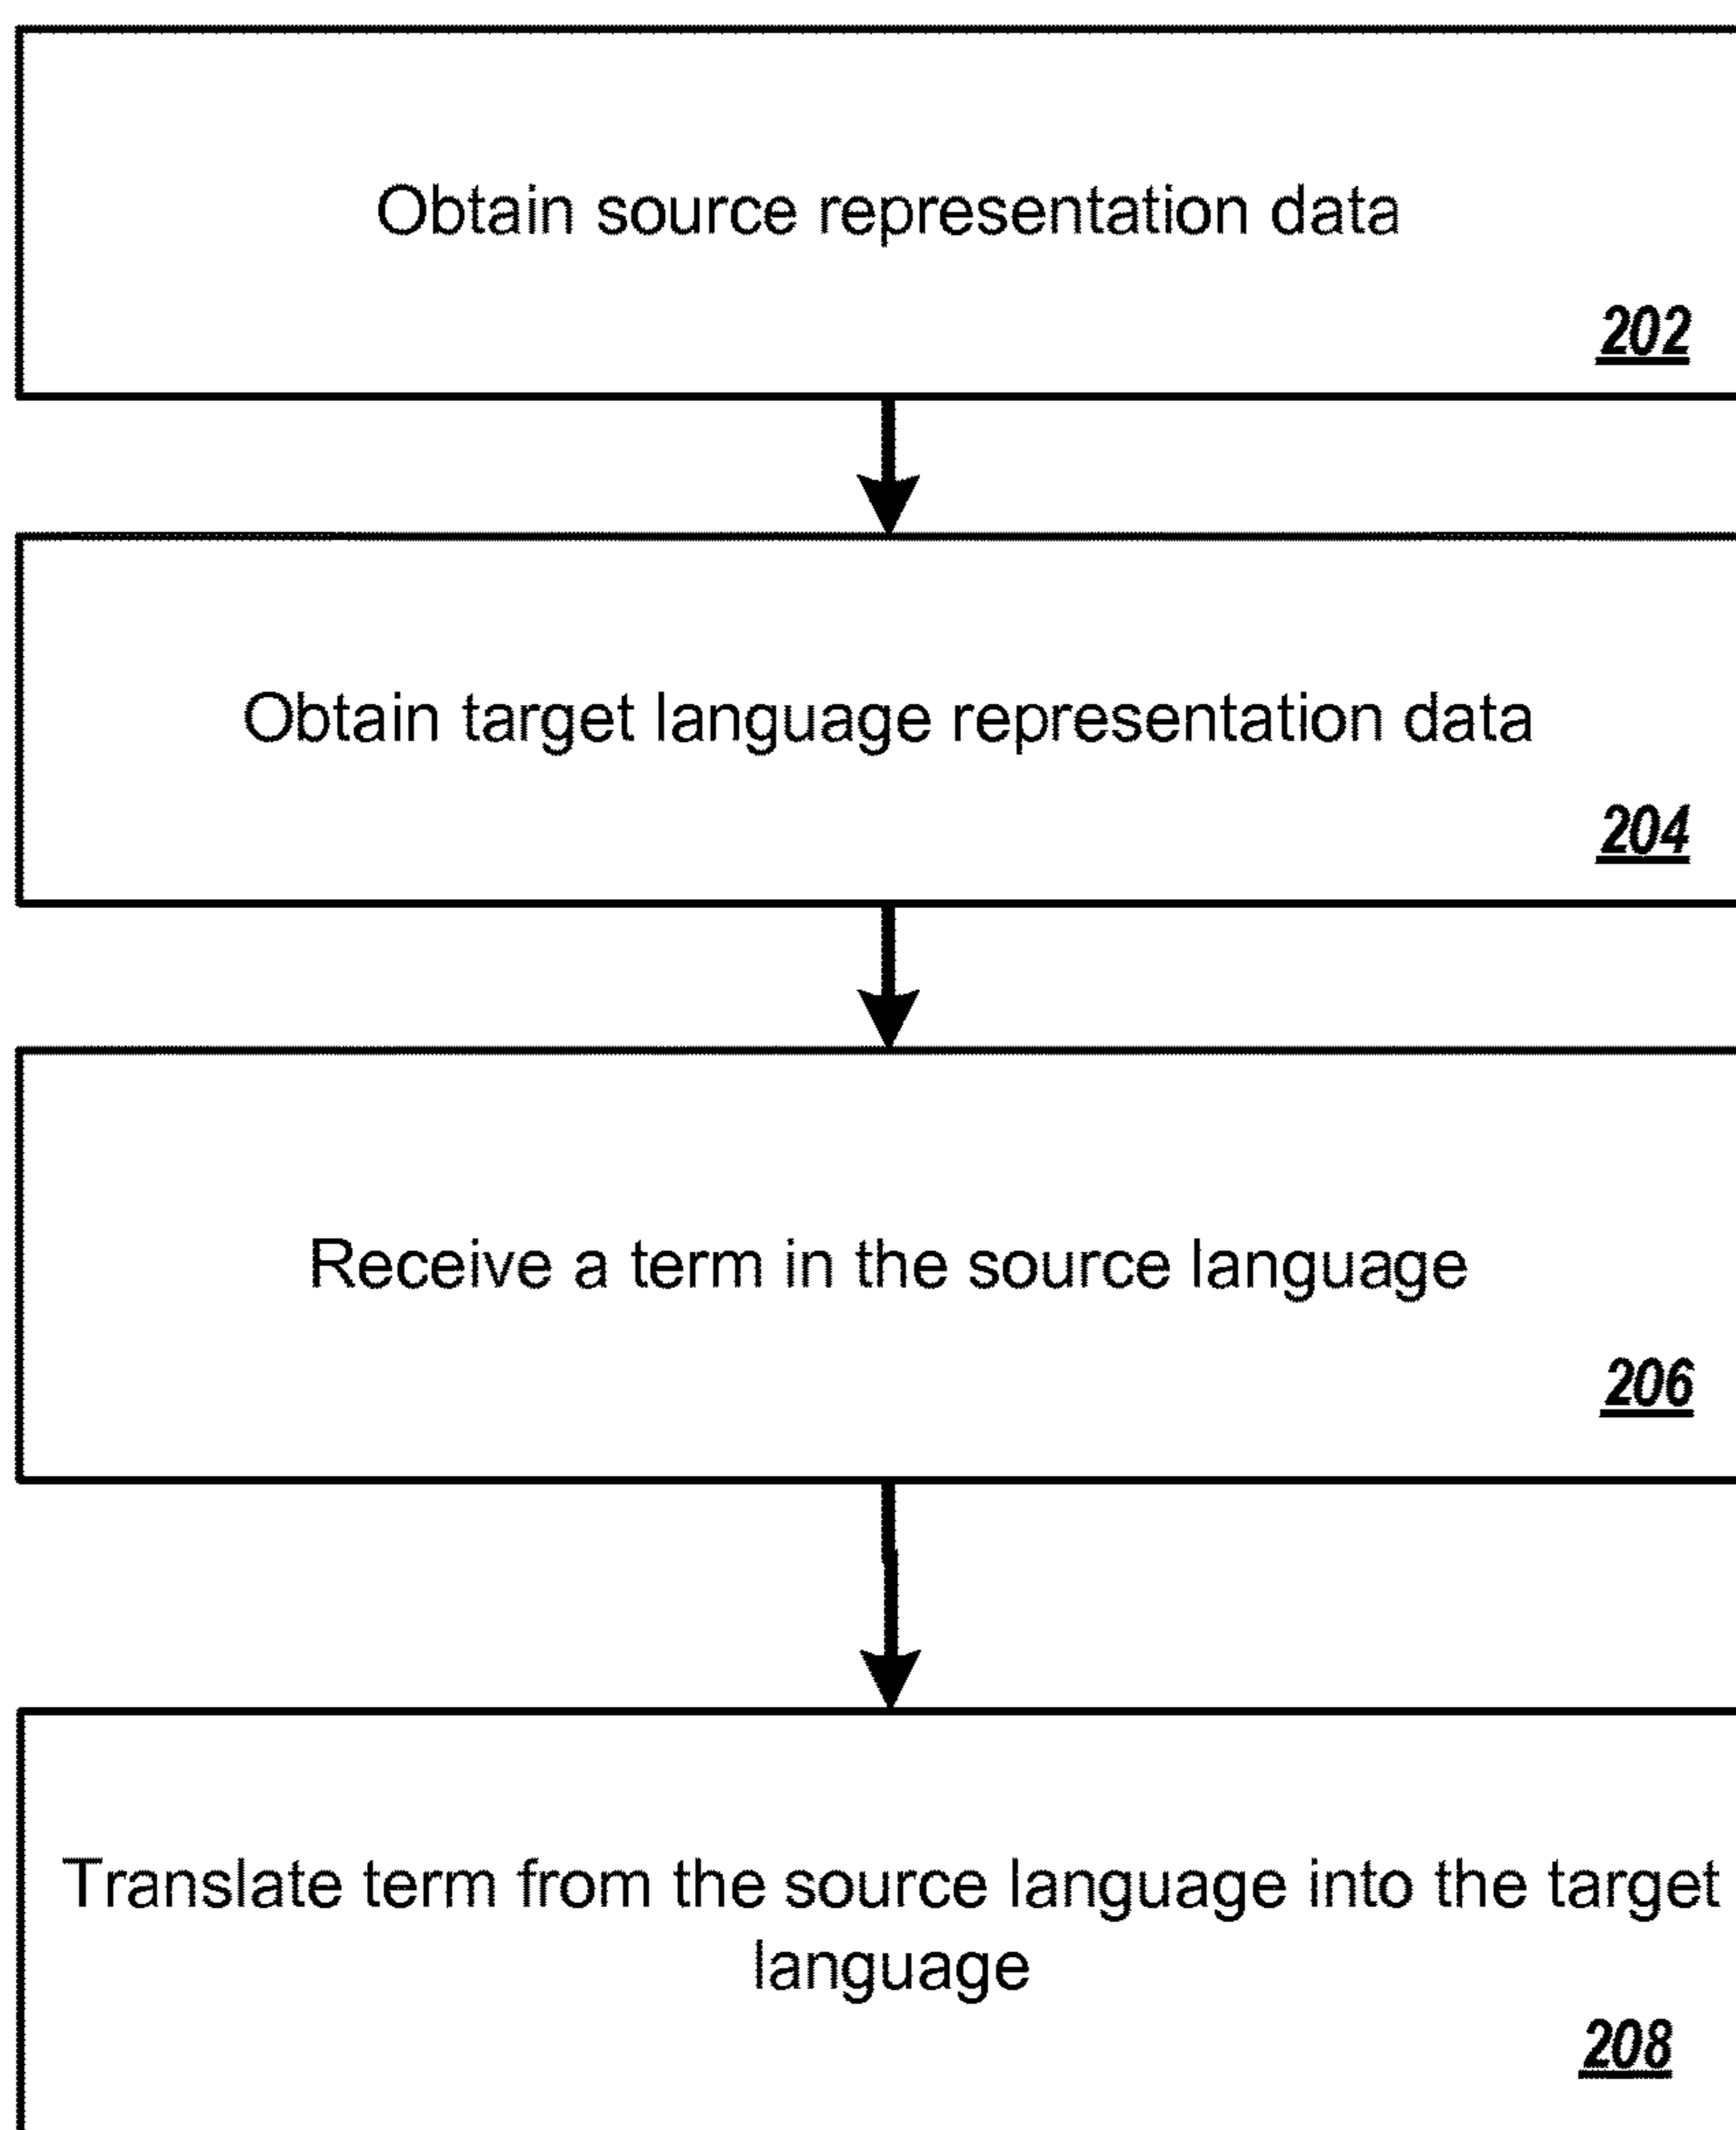 Obtain source representation data
202
Obtain target language representation data
204
Receive a term in the source language
206
Translate term from the source language into the target
language
208